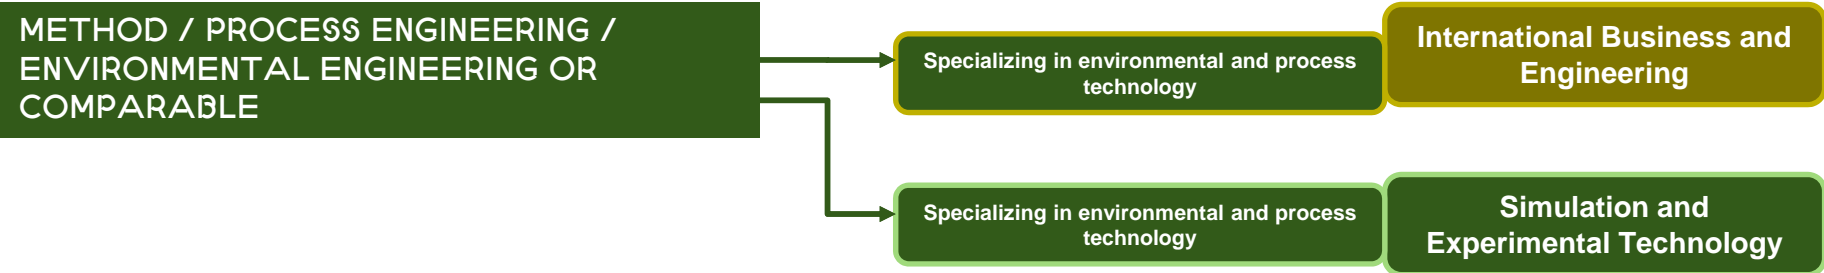 METHOD / PROCESS ENGINEERING /
ENVIRONMENTAL ENGINEERING OR
COMPARABLE
Specializing in environmental and process
technology
International Business and
Engineering
Specializing in environmental and process
technology
Simulation and
Experimental Technology